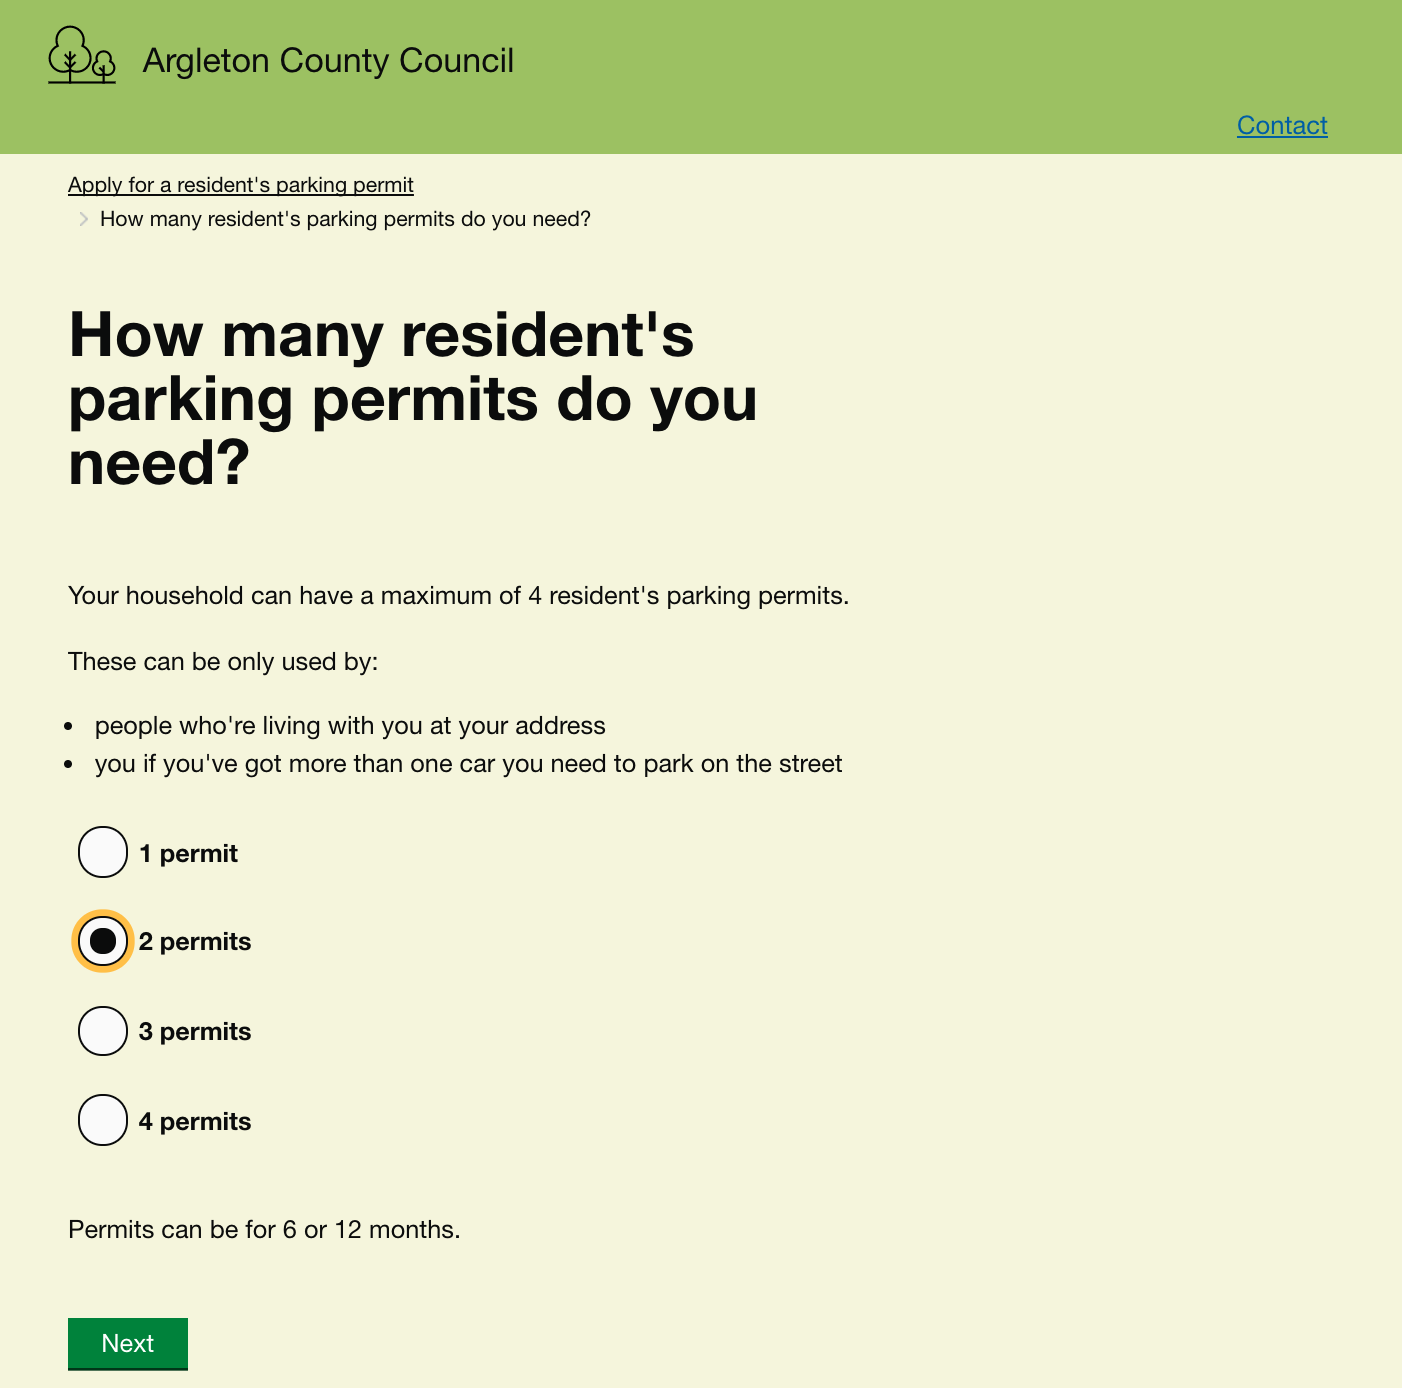 Argleton County Council
Contact
Apply for a resident's parking permit
How many resident's parking permits do you need?
How many resident's
parking permits do you
need?
Your household can have a maximum of 4 resident's parking permits.
These can be only used by:
people who're living with you at your address
you if you've got more than one car you need to park on the street
1 permit
2 permits
3 permits
4 permits
Permits can be for 6 or 12 months.
Next